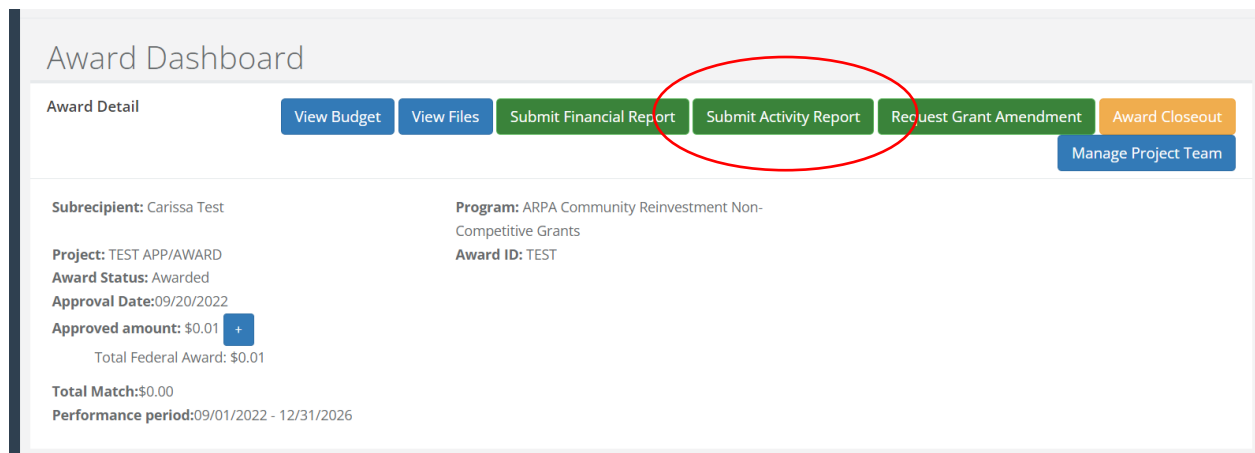 Award Dashboard
Award Detail
View Budget View Files Submit Financial Report Submit Activity Report Request Grant Amendment Award Closeout
Manage Project Team
Subrecipient: Carissa Test
Program: ARPA Community Reinvestment Non-
Competitive Grants
Project: TEST APP/AWARD
Award ID: TEST
Award Status: Awarded
Approval Date:09/20/2022
Approved amount: $0.01 +
Total Federal Award: $0.01
Total Match:$0.00
Performance period:09/01/2022 - 12/31/2026